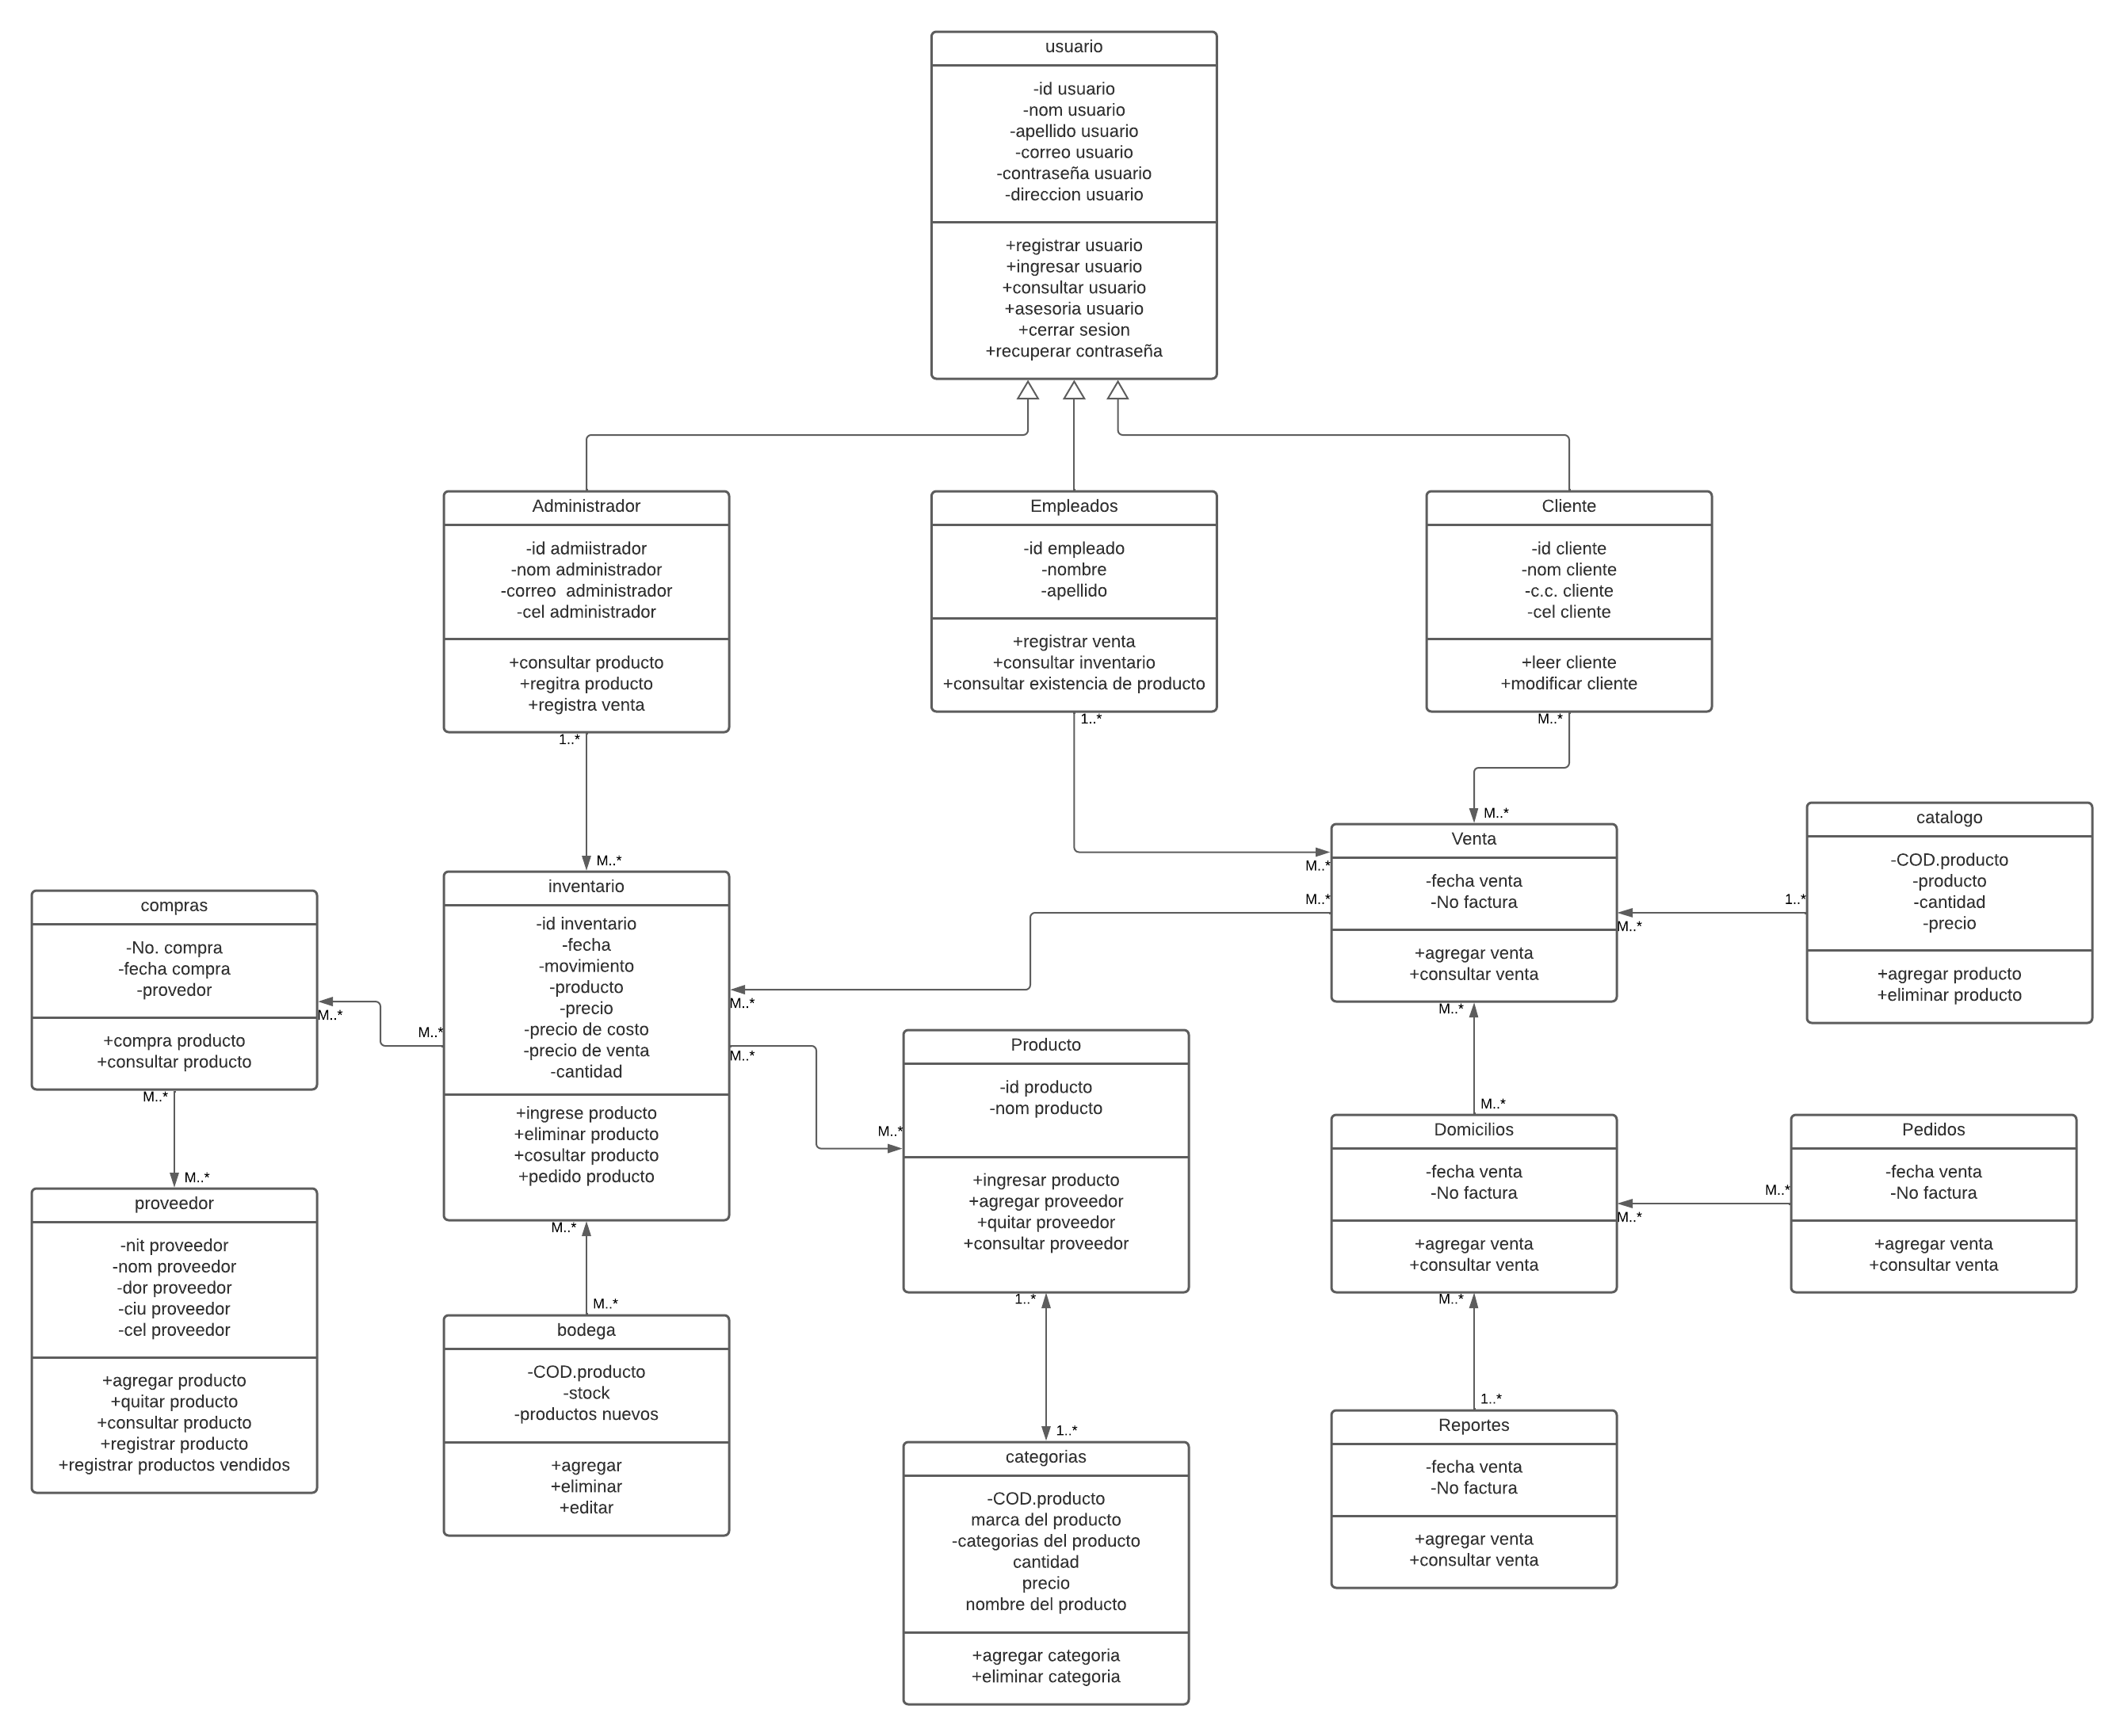 usuario
-id usuario
-nom usuario
-apellido usuario
-correo usuario
-contraseña usuario
-direccion usuario
+registrar usuario
+ingresar usuario
+consultar usuario
+asesoria usuario
+cerrar sesion
+recuperar contraseña
Administrador
-id admiistrador
-nom administrador
-correo  administrador
-cel administrador
+consultar producto
+regitra producto
+registra venta
1..*
Empleados
-id empleado
-nombre
-apellido
+registrar venta
+consultar inventario
+consultar existencia de producto
1..*
Cliente
-id cliente
-nom cliente
-c.c. cliente
-cel cliente
+leer cliente
+modificar cliente
M..*
M..*
Venta
-fecha venta
-No factura
+agregar venta
+consultar venta
M..*
M..*
M..*
M..*
catalogo
-COD.producto
-producto
-cantidad
-precio
+agregar producto
+eliminar producto
1..*
M..*
inventario
-id inventario
-fecha
-movimiento
-producto
-precio
-precio de costo
-precio de venta
-cantidad
+ingrese producto
+eliminar producto
+cosultar producto
+pedido producto
M..*
M..*
M..*
M..*
compras
-No. compra
-fecha compra
-provedor
+compra producto
+consultar producto
M..*
M..*
M..*
proveedor
-nit proveedor
-nom proveedor
-dor proveedor
-ciu proveedor
-cel proveedor
+agregar producto
+quitar producto
+consultar producto
+registrar producto
+registrar productos vendidos
M..*
bodega
-COD.producto
-stock
-productos nuevos
+agregar
+eliminar
+editar
M..*
Producto
-id producto
-nom producto
+ingresar producto
+agregar proveedor
+quitar proveedor
+consultar proveedor
1..*
1..*
categorias
-COD.producto
marca del producto
-categorias del producto
cantidad
precio
nombre del producto
+agregar categoria
+eliminar categoria
M..*
Domicilios
-fecha venta
-No factura
+agregar venta
+consultar venta
M..*
M..*
M..*
Pedidos
-fecha venta
-No factura
+agregar venta
+consultar venta
1..*
Reportes
-fecha venta
-No factura
+agregar venta
+consultar venta